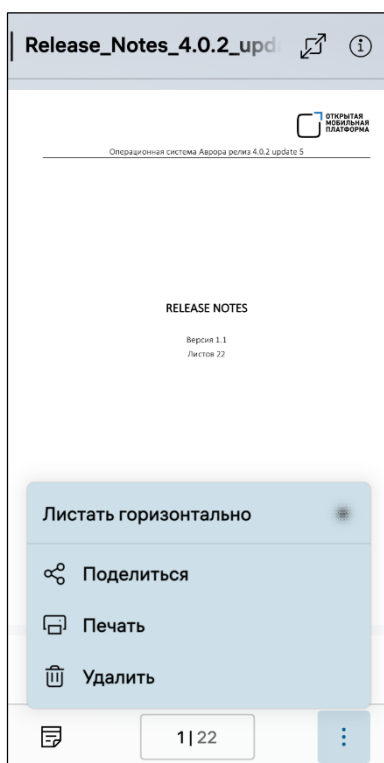 Release_Notes_4.0.2_upd
ОТКРЫТАЯ
МОБИЛЬНАЯ
ПЛАТФОРМА
Операционная система Аврора релиз 4.0.2 update 5
RELEASE NOTES
Версия 1.1
Листов 22
Листать горизонтально
Поделиться
Печать
Удалить
1|22